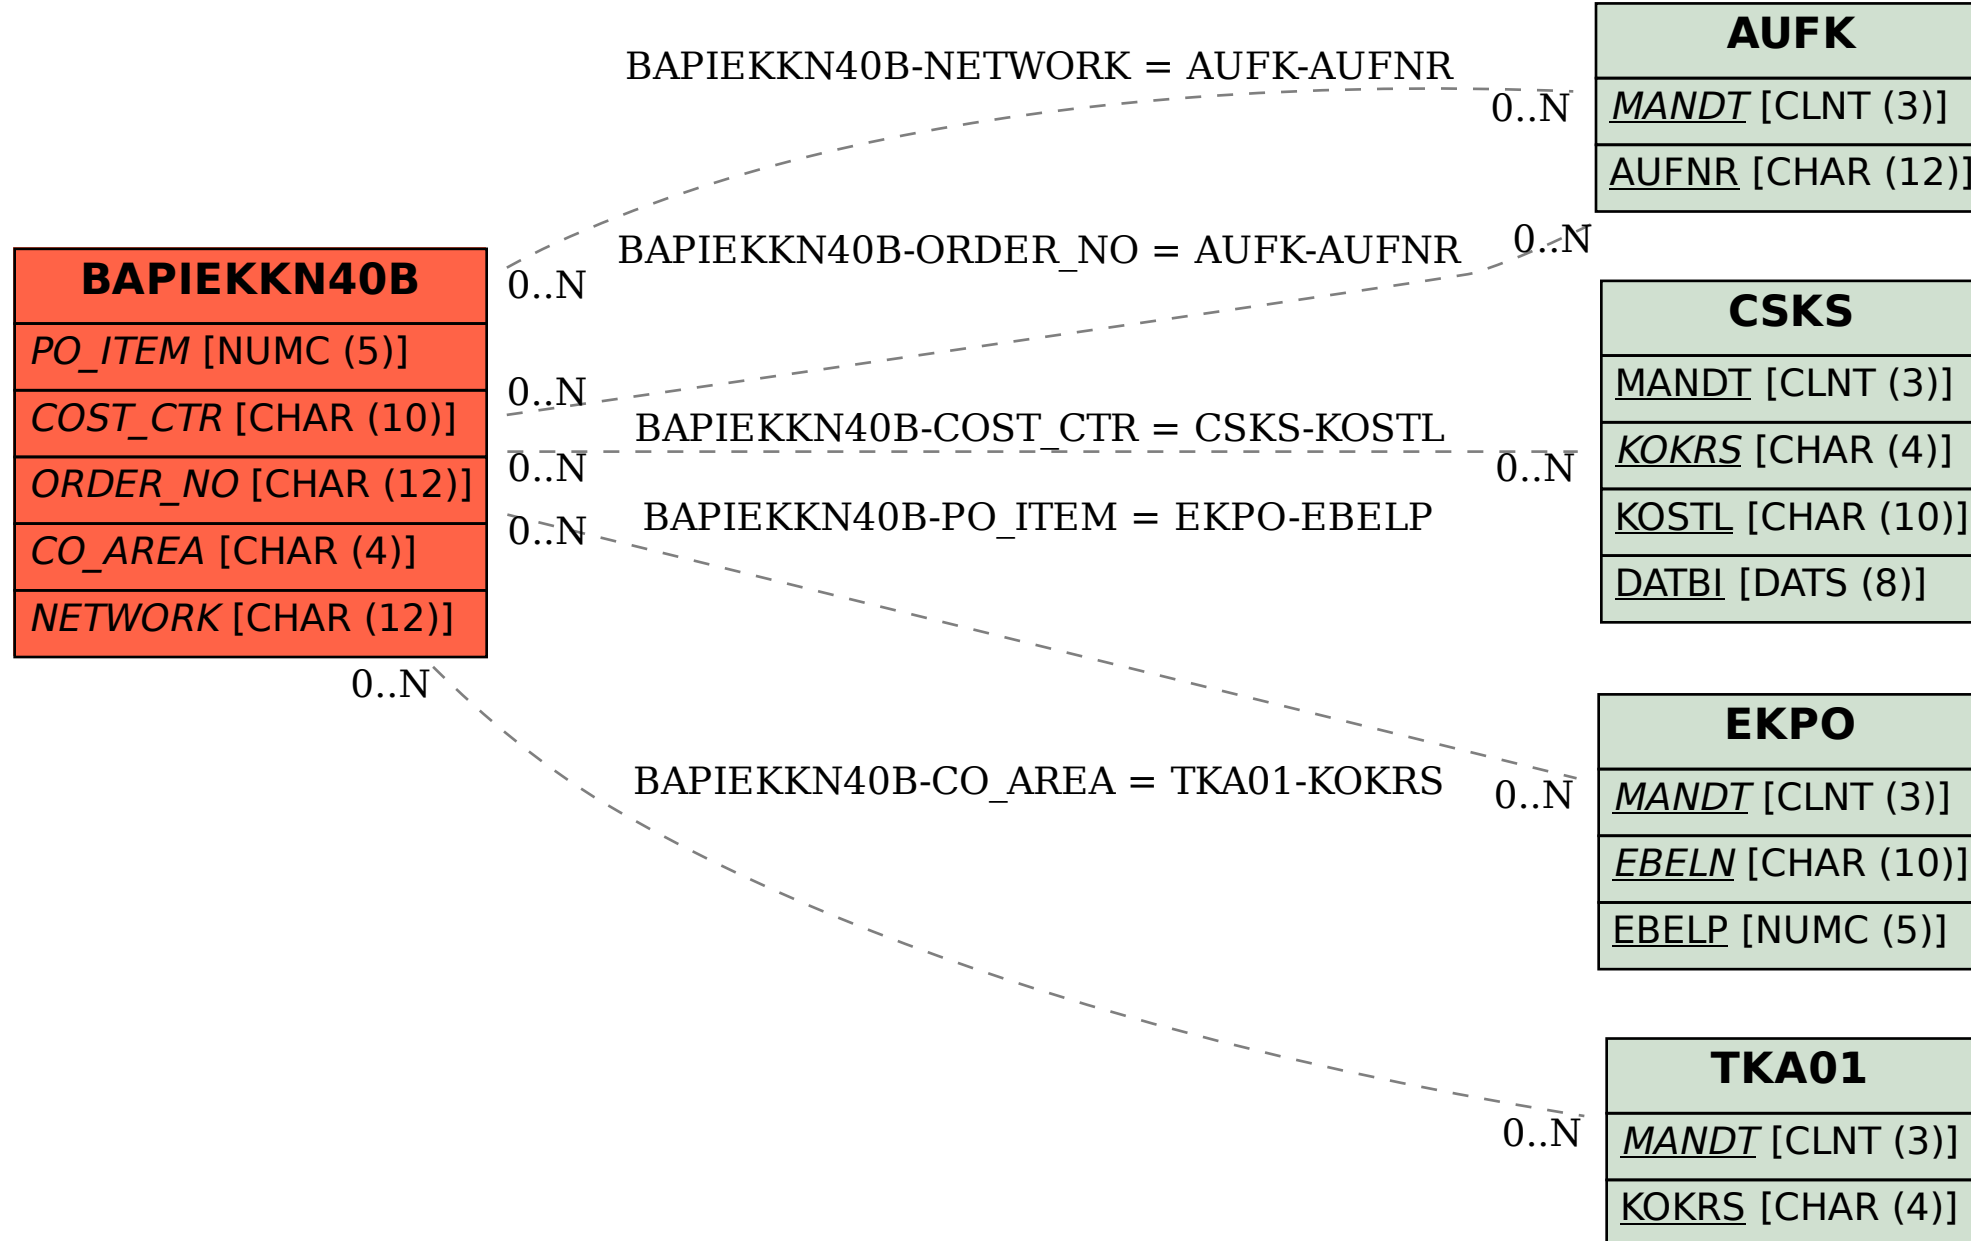 BAPIEKKN40B
PO_ITEM [NUMC (5)]
COST_CTR [CHAR (10)]
ORDER_NO [CHAR (12)]
CO_AREA [CHAR (4)]
NETWORK [CHAR (12)]
BAPIEKKN40B-NETWORK = AUFK-AUFNR
0..N
0..N
BAPIEKKN40B-ORDER_NO = AUFK-AUFNR
0..N
0..N
BAPIEKKN40B-COST_CTR = CSKS-KOSTL
0..N
0..N
BAPIEKKN40B-PO_ITEM = EKPO-EBELP
0..N
0..N
BAPIEKKN40B-CO_AREA = TKA01-KOKRS
0..N
0..N
AUFK
MANDT [CLNT (3)]
AUFNR [CHAR (12)]
CSKS
MANDT [CLNT (3)]
KOKRS [CHAR (4)]
KOSTL [CHAR (10)]
DATBI [DATS (8)]
EKPO
MANDT [CLNT (3)]
EBELN [CHAR (10)]
EBELP [NUMC (5)]
TKA01
MANDT [CLNT (3)]
KOKRS [CHAR (4)]